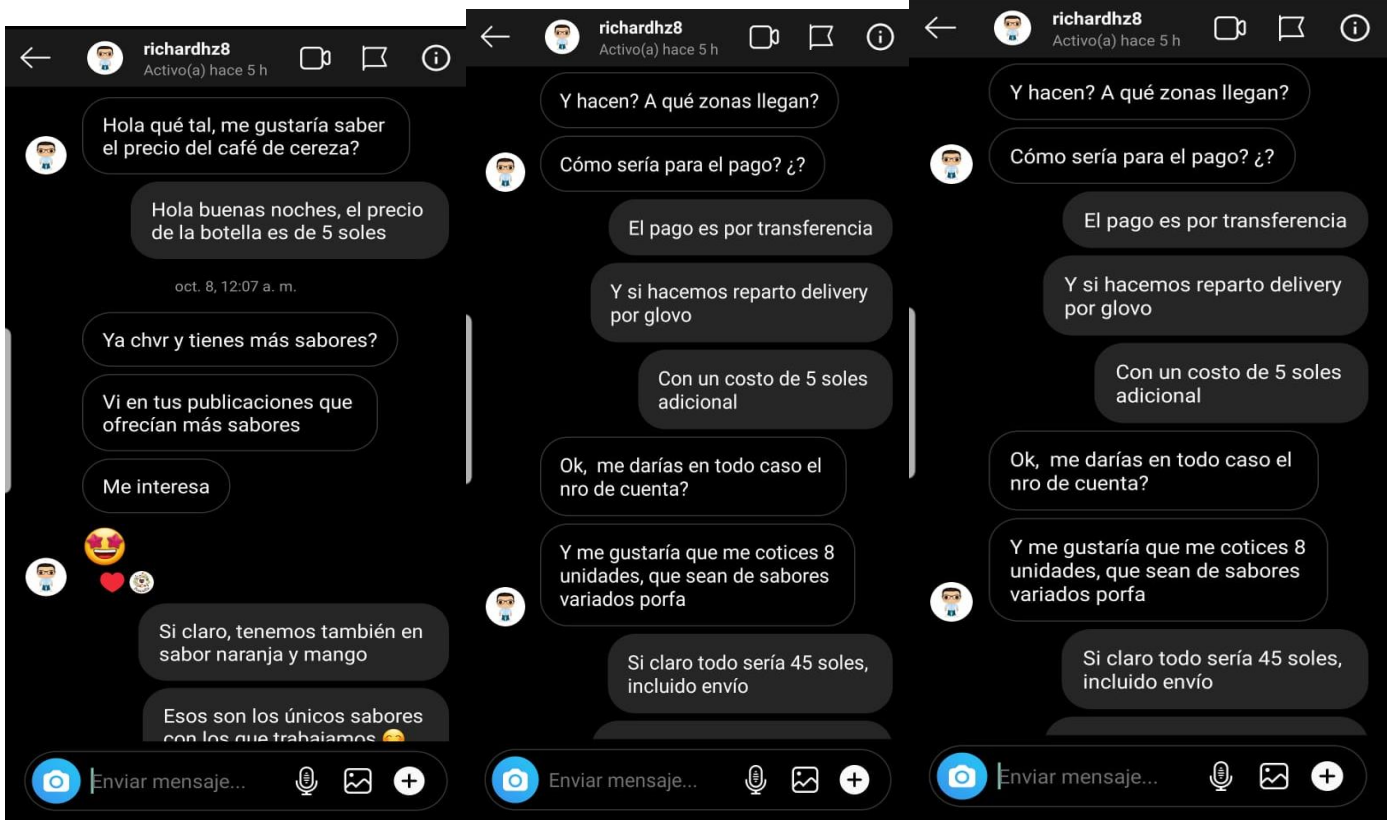 richardhz8
Activo(a) hace 5 h
Hola qué tal, me gustaría saber
el precio del café de cereza?
Hola buenas noches, el precio
de la botella es de 5 soles
oct. 8, 12:07 a. m.
Ya chvr y tienes más sabores?
Vi en tus publicaciones que
ofrecían más sabores
Me interesa
Si claro, tenemos también en
sabor naranja y mango
Esos son los únicos sabores
con los que trabajamos
Enviar mensaje...
richardhz8
Activo(a) hace 5 h
Y hacen? A qué zonas llegan?
Cómo sería para el pago? ¿?
El pago es por transferencia
Y si hacemos reparto delivery
por glovo
Con un costo de 5 soles
adicional
Ok, me darías en todo caso el
nro de cuenta?
Y me gustaría que me cotices 8
unidades, que sean de sabores
variados porfa
Si claro todo sería 45 soles,
incluido envío
Enviar mensaje...
richardhz8
Activo(a) hace 5 h
Y hacen? A qué zonas llegan?
Cómo sería para el pago? ¿?
El pago es por transferencia
Y si hacemos reparto delivery
por glovo
Con un costo de 5 soles
adicional
Ok, me darías en todo caso el
nro de cuenta?
Y me gustaría que me cotices 8
unidades, que sean de sabores
variados porfa
Si claro todo sería 45 soles,
incluido envío
Enviar mensaje...